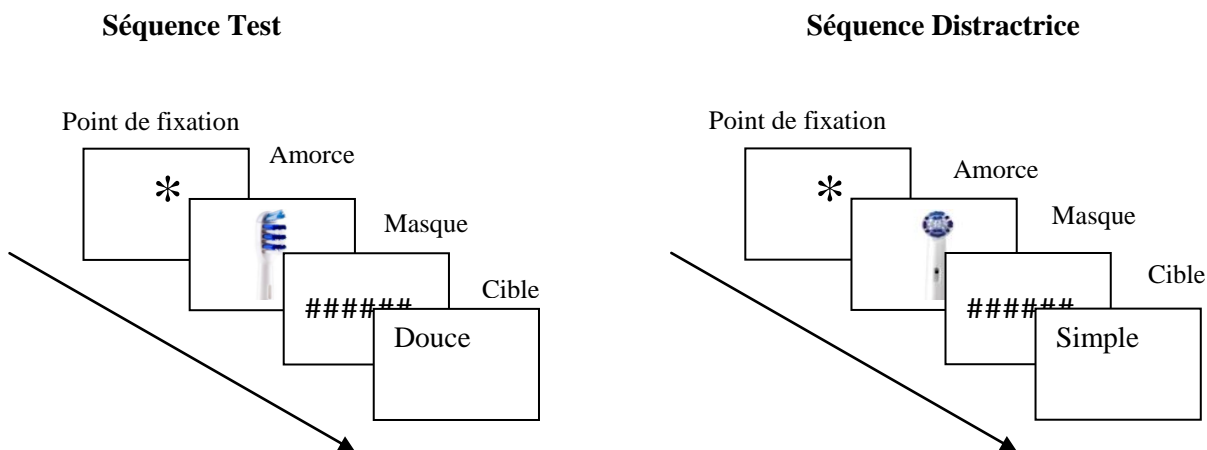 Séquence Test
Séquence Distractrice
Point de fixation
Amorce
*
Masque
######
Cible
Douce
Point de fixation
Amorce
*
Masque
######
Cible
Simple